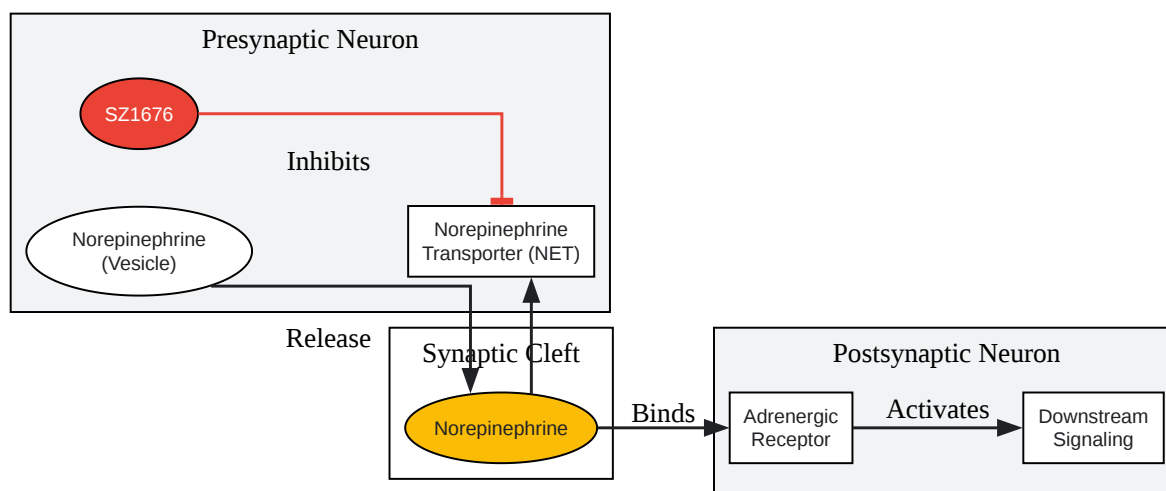 Presynaptic Neuron
SZ1676
Inhibits
Norepinephrine
(Vesicle)
Norepinephrine
Transporter (NET)
Release
Synaptic Cleft
Norepinephrine
Binds
Postsynaptic Neuron
Adrenergic
Receptor
Activates
Downstream
Signaling